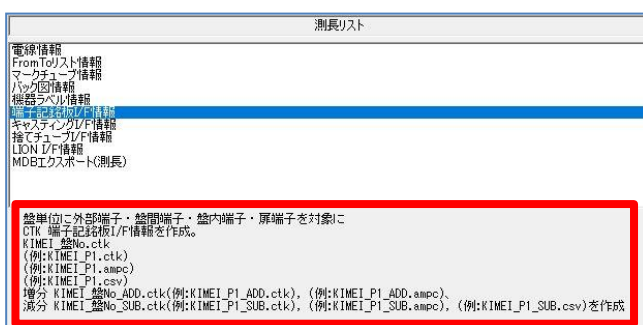 測長リスト
電線情報
FromToリスト情報
マークチューブ情報
バック図情報
機器ラベル情報
端子記銘板I/F情報
キャスティングI/F情報
捨てチューブI/F情報
LION I/F情報
MDBエクスポート(測長)
盤単位に外部端子・盤間端子・盤内端子・扉端子を対象に
CTK 端子記銘板I/F情報を作成。
KIMEI_盤No.ctk
(例:KIMEI_P1.ctk)
(例:KIMEI_P1.ampc)
(例:KIMEI_P1.csv)
増分 KIMEI_盤No_ADD.ctk(例:KIMEI_P1_ADD.ctk), (例:KIMEI_P1_ADD.ampc)、
減分 KIMEI_盤No_SUB.ctk(例:KIMEI_P1_SUB.ctk), (例:KIMEI_P1_SUB.ampc), (例:KIMEI_P1_SUB.csv)を作成